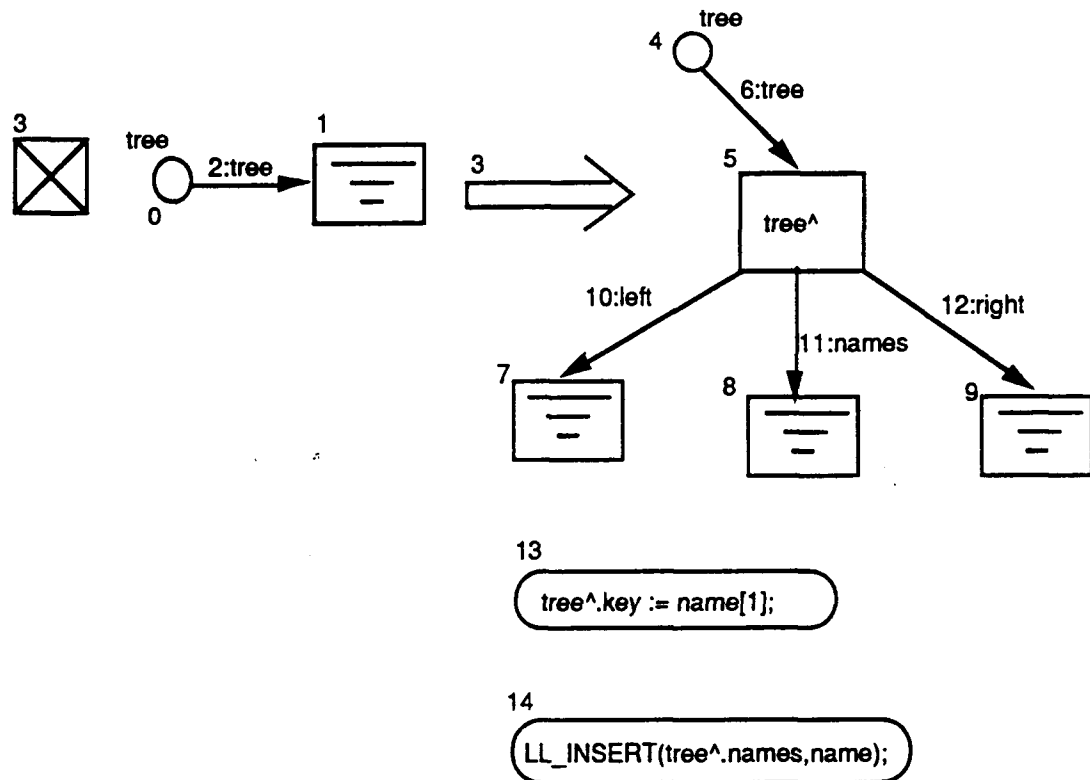 tree
4
6:tree
3
tree
1
2:tree
0
3
5
tree^
10:left
11:names
12:right
7
8
9
13
tree^.key := name[1];
14
LL_INSERT(tree^.names,name);